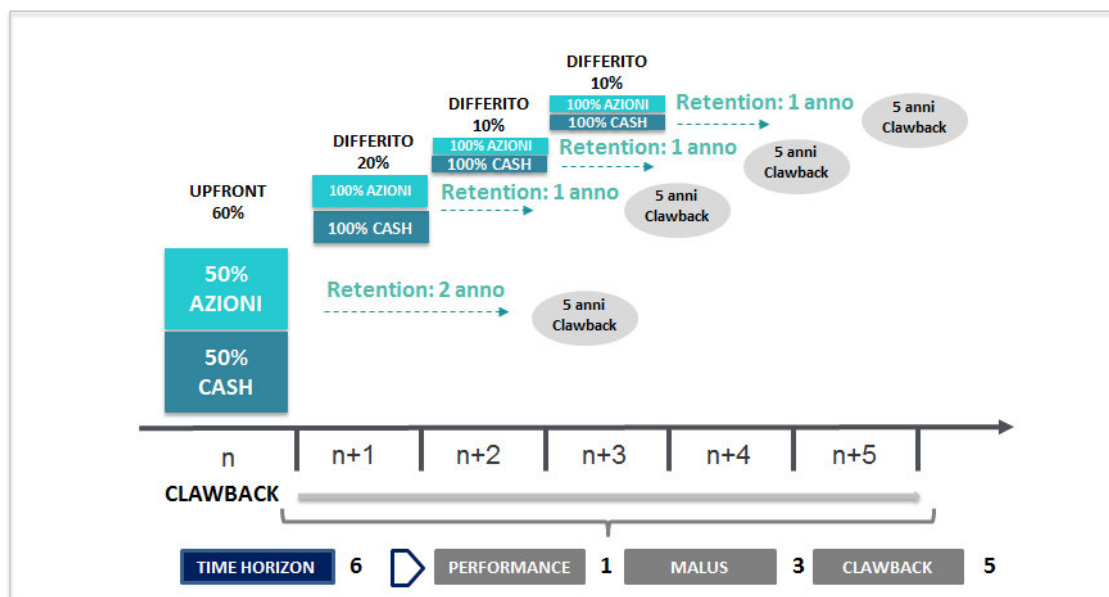 DIFFERITO
10%
100% AZIONI
100% CASH
Retention: 1 anno
5 anni
Clawback
DIFFERITO
10%
100% AZIONI
100% CASH
Retention: 1 anno
5 anni
Clawback
DIFFERITO
20%
100% AZIONI
100% CASH
Retention: 1 anno
5 anni
Clawback
UPFRONT
60%
50%
AZIONI
50%
CASH
Retention: 2 anno
5 anni
Clawback
n n+1 n+2 n+3 n+4 n+5
CLAWBACK
TIME HORIZON 6 PERFORMANCE 1 MALUS 3 CLAWBACK 5